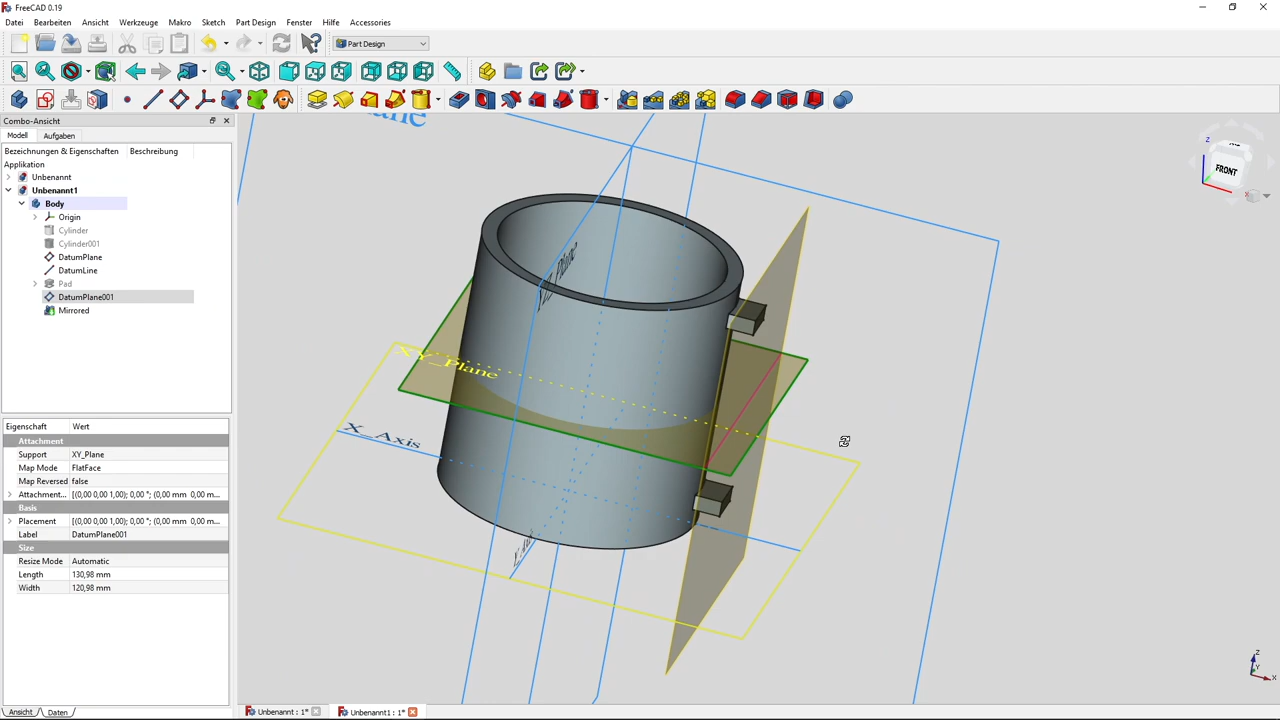 FreeCAD 0.19
Datei Bearbeiten Ansicht Werkzeuge Makro Sketch Part Design Fenster Hilfe Accessories
Part Design
Combo-Ansicht
Modell Aufgaben
Bezeichnungen & Eigenschaften Beschreibung
Applikation
Unbenannt
Unbenannt1
Body
Origin
Cylinder
Cylinder001
DatumPlane
DatumLine
Pad
DatumPlane001
Mirrored
Eigenschaft Wert
Attachment
Support XY_Plane
Map Mode FlatFace
Map Reversed false
Attachment... [(0,00 0,00 1,00); 0,00 °; (0,00 mm 0,00 m...
Basis
Placement [(0,00 0,00 1,00); 0,00 °; (0,00 mm 0,00 m...
Label DatumPlane001
Size
Resize Mode Automatic
Length 130,98 mm
Width 120,98 mm
Ansicht Daten
XY_Plane
X_Axis
Z
FRONT
X
Z
Y
X
Unbenannt : 1*
Unbenannt1 : 1*